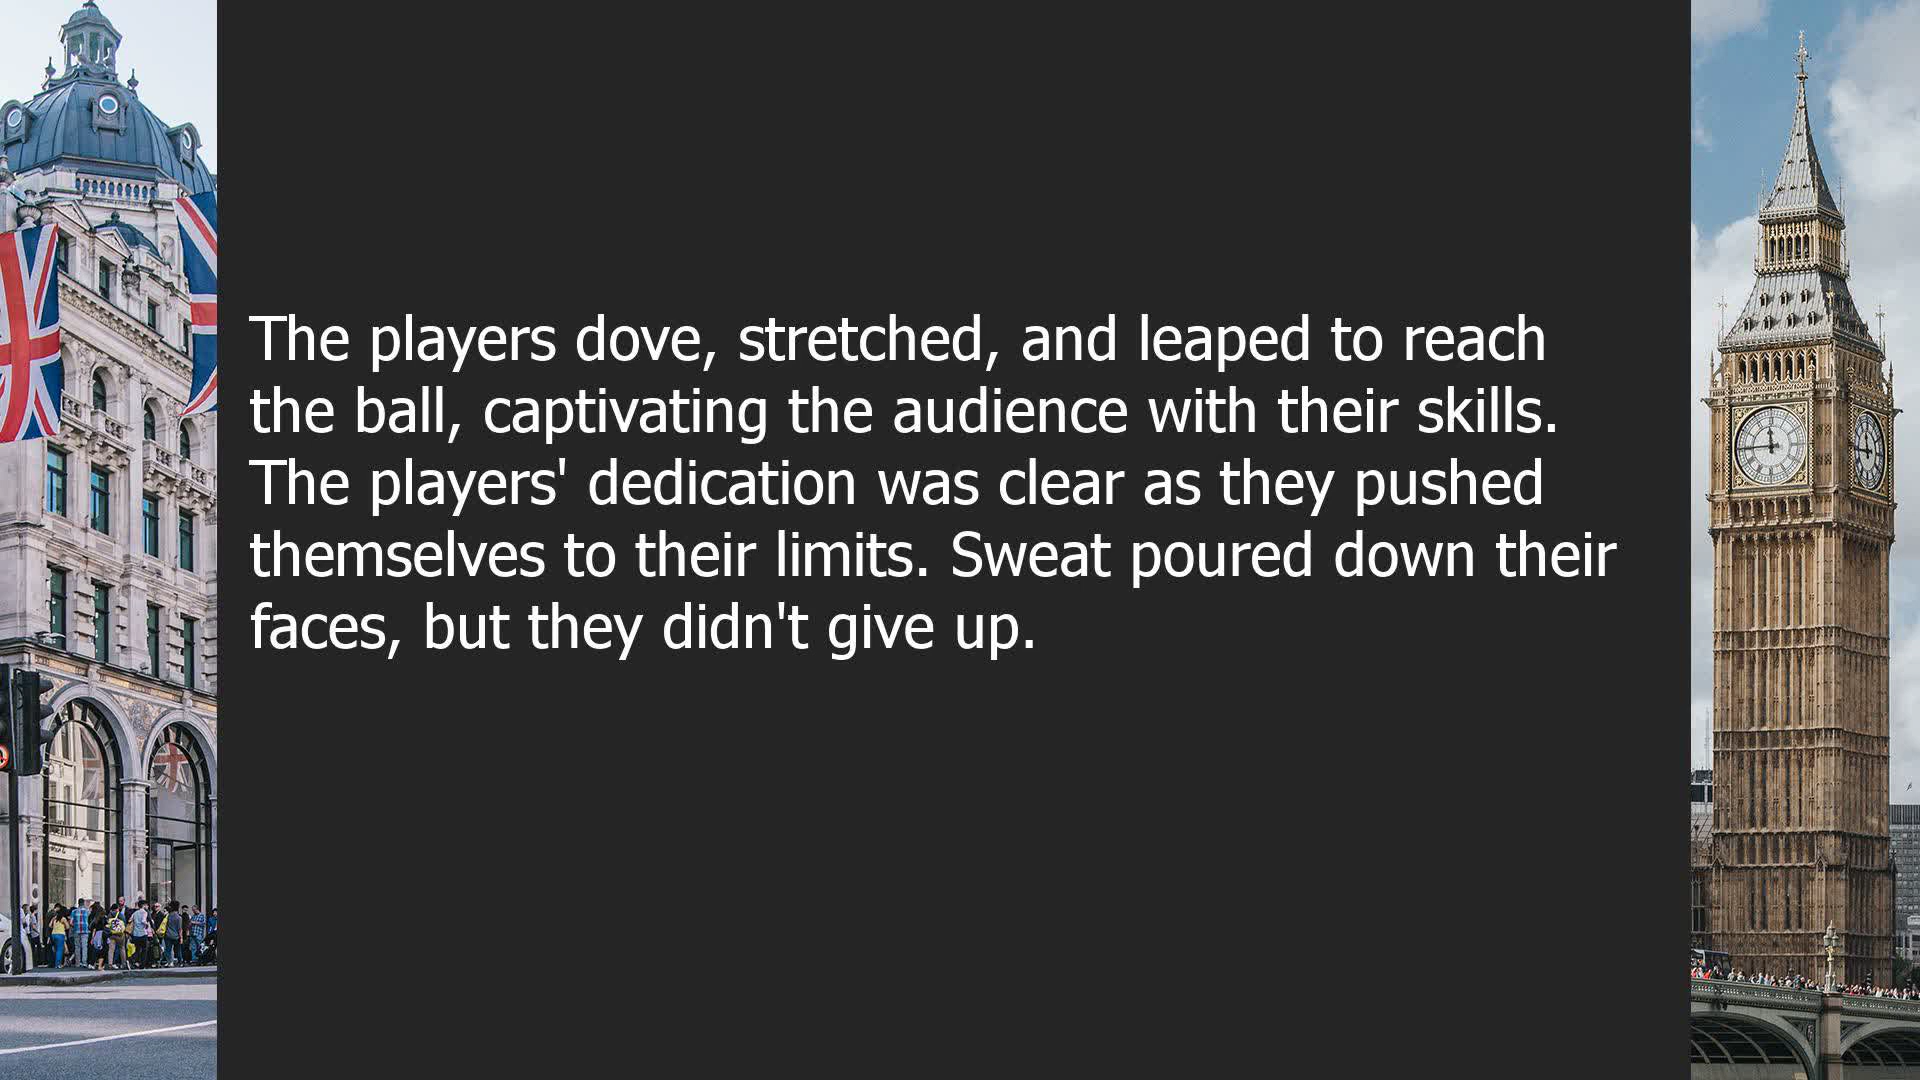 The players dove, stretched, and leaped to reach
the ball, captivating the audience with their skills.
The players' dedication was clear as they pushed
themselves to their limits. Sweat poured down their
faces, but they didn't give up.